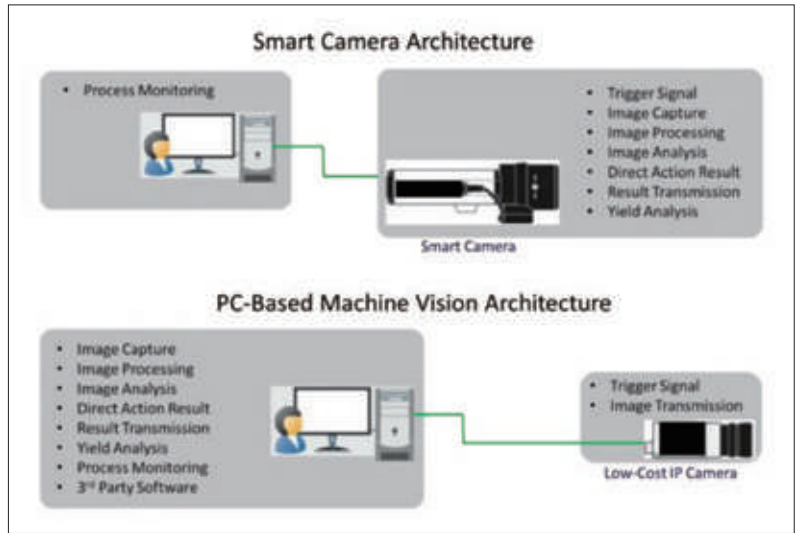 Smart Camera Architecture
• Process Monitoring
• Trigger Signal
• Image Capture
• Image Processing
• Image Analysis
• Direct Action Result
• Result Transmission
• Yield Analysis
Smart Camera
PC-Based Machine Vision Architecture
• Image Capture
• Image Processing
• Image Analysis
• Direct Action Result
• Result Transmission
• Yield Analysis
• Process Monitoring
• 3rd Party Software
• Trigger Signal
• Image Transmission
Low-Cost IP Camera